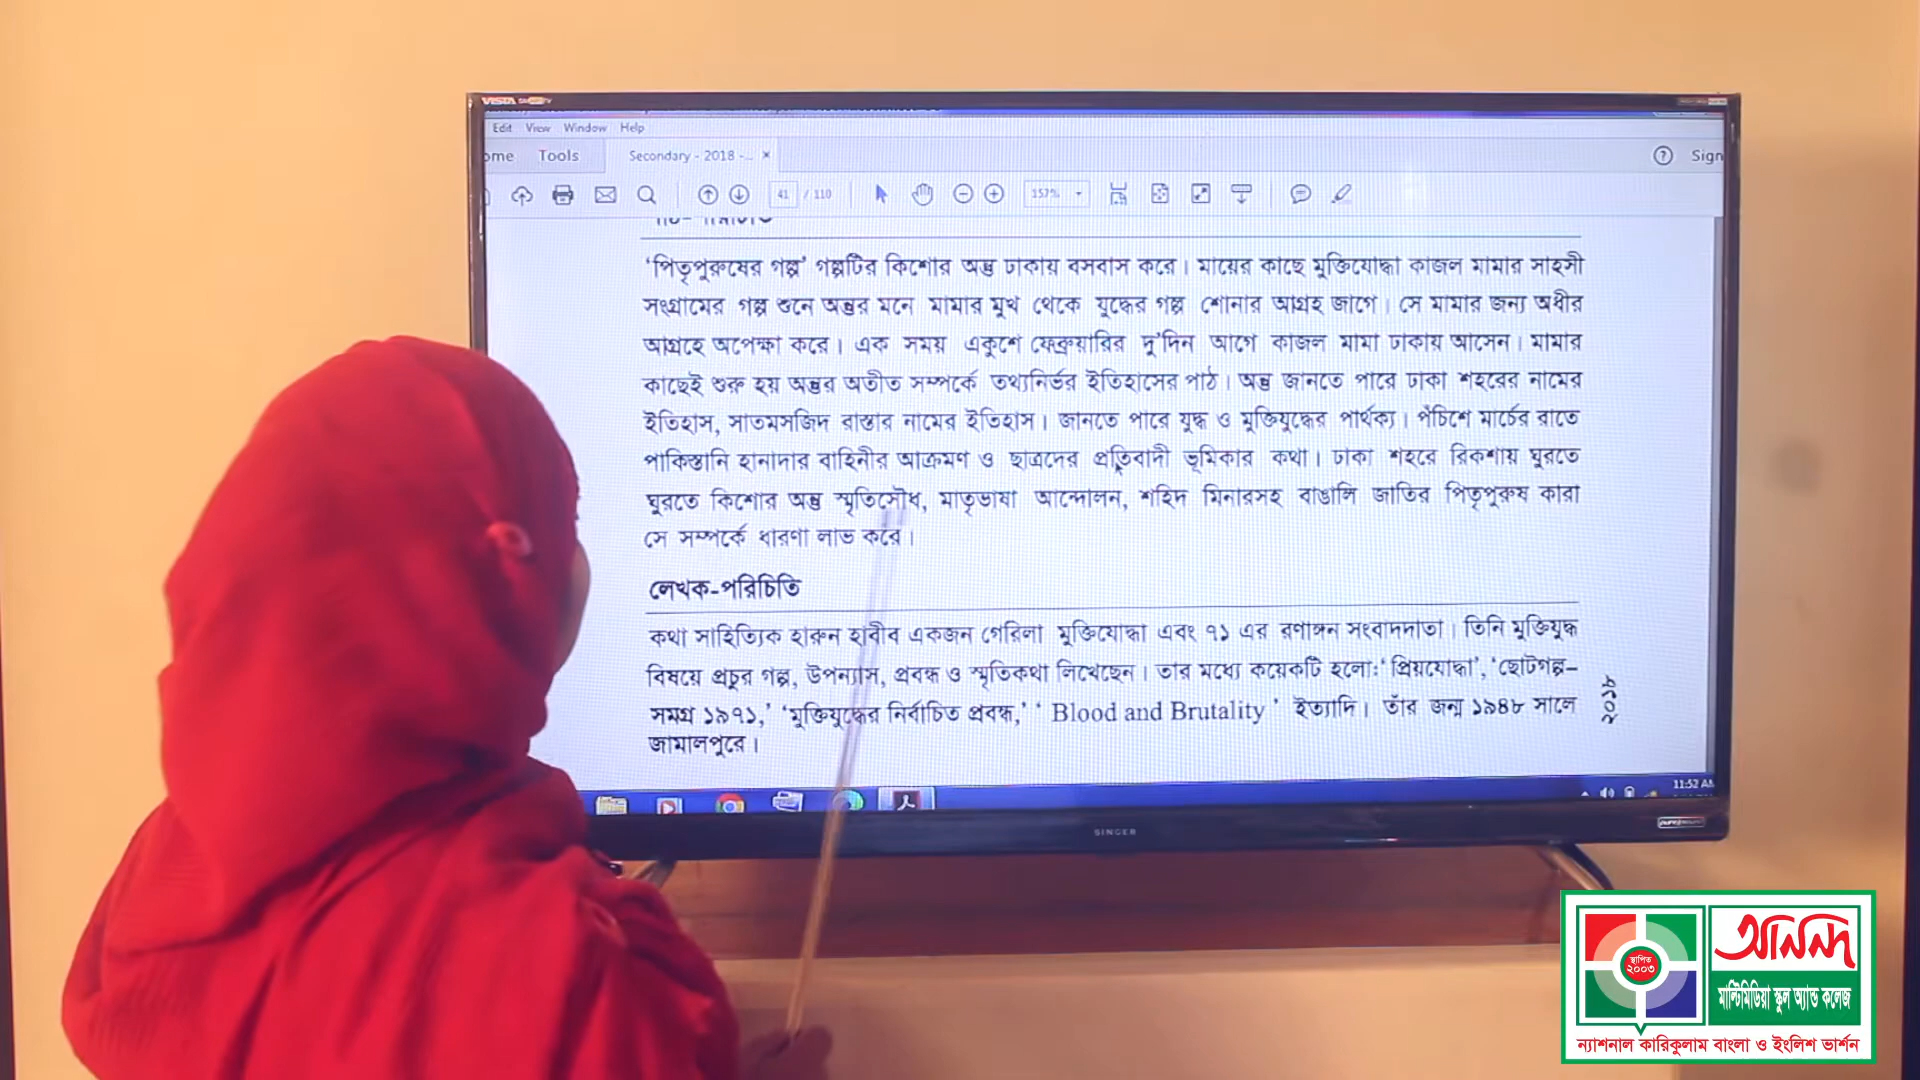 VISTA
Edit View Window Help
ome Tools Secondary - 2018 -... × ? Sign
41 / 110 157%
‘পিতৃপুরুষের গল্প’ গল্পটির কিশোর অন্তু ঢাকায় বসবাস করে। মায়ের কাছে মুক্তিযোদ্ধা কাজল মামার সাহসী
সংগ্রামের গল্প শুনে অন্তুর মনে মামার মুখ থেকে যুদ্ধের গল্প শোনার আগ্রহ জাগে। সে মামার জন্য অধীর
আগ্রহে অপেক্ষা করে। এক সময় একুশে ফেব্রুয়ারির দু’দিন আগে কাজল মামা ঢাকায় আসেন। মামার
কাছেই শুরু হয় অন্তুর অতীত সম্পর্কে তথ্যনির্ভর ইতিহাসের পাঠ। অন্তু জানতে পারে ঢাকা শহরের নামের
ইতিহাস, সাতমসজিদ রাস্তার নামের ইতিহাস। জানতে পারে যুদ্ধ ও মুক্তিযুদ্ধের পার্থক্য। পঁচিশে মার্চের রাতে
পাকিস্তানি হানাদার বাহিনীর আক্রমণ ও ছাত্রদের প্রতিবাদী ভূমিকার কথা। ঢাকা শহরে রিকশায় ঘুরতে
ঘুরতে কিশোর অন্তু স্মৃতিসৌধ, মাতৃভাষা আন্দোলন, শহিদ মিনারসহ বাঙালি জাতির পিতৃপুরুষ কারা
সে সম্পর্কে ধারণা লাভ করে।
লেখক-পরিচিতি
কথা সাহিত্যিক হারুন হাবীব একজন গেরিলা মুক্তিযোদ্ধা এবং ৭১ এর রণাঙ্গন সংবাদদাতা। তিনি মুক্তিযুদ্ধ
বিষয়ে প্রচুর গল্প, উপন্যাস, প্রবন্ধ ও স্মৃতিকথা লিখেছেন। তার মধ্যে কয়েকটি হলো:‘প্রিয়যোদ্ধা’, ‘ছোটগল্প-
সমগ্র ১৯৭১,’ ‘মুক্তিযুদ্ধের নির্বাচিত প্রবন্ধ,’ ‘ Blood and Brutality ’ ইত্যাদি। তাঁর জন্ম ১৯৪৮ সালে
জামালপুরে।
২০১৮
11:52 AM
SINGER
স্থাপিত
২০০৩
আনন্দ
মাল্টিমিডিয়া স্কুল অ্যান্ড কলেজ
ন্যাশনাল কারিকুলাম বাংলা ও ইংলিশ ভার্শন